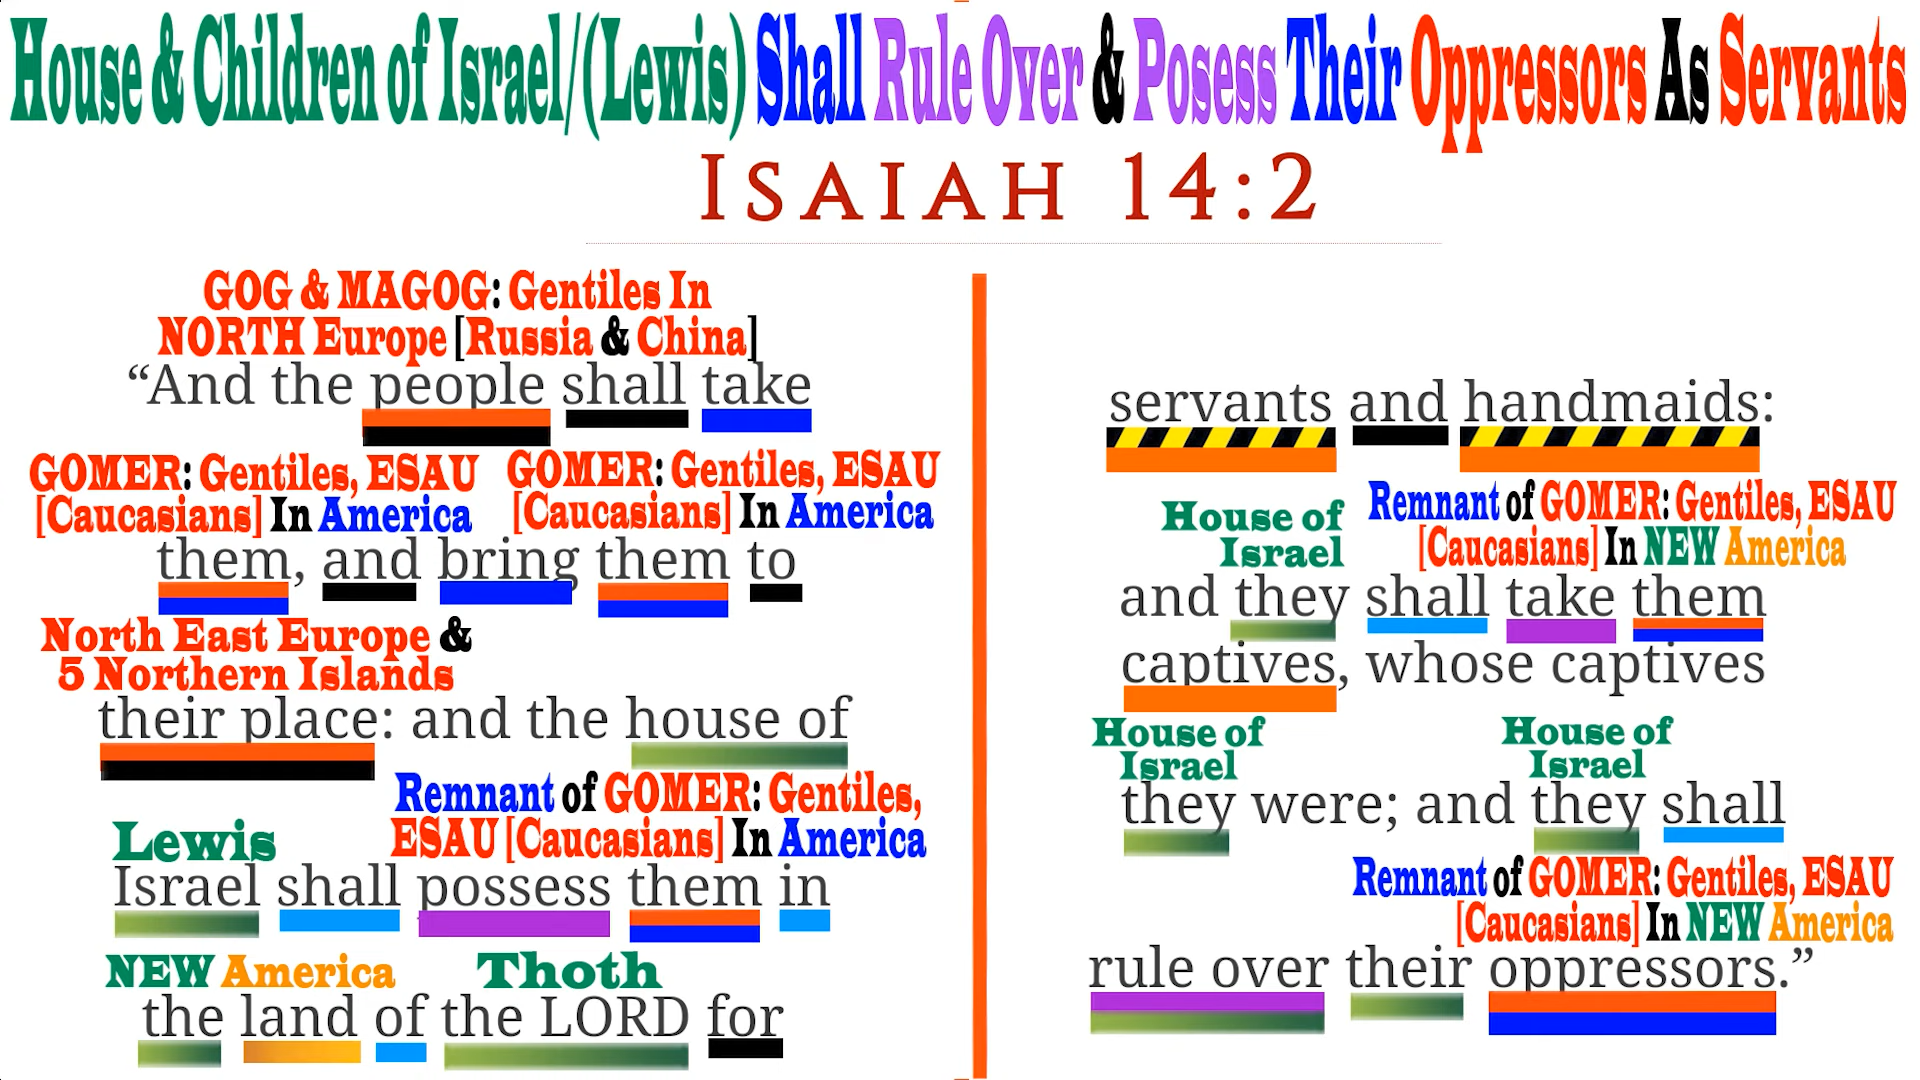 House & Children of Israel/(Lewis) Shall Rule Over & Posess Their Oppressors As Servants
ISAIAH 14:2
GOG & MAGOG: Gentiles In
NORTH Europe [Russia & China]
“And the people shall take
GOMER: Gentiles, ESAU GOMER: Gentiles, ESAU
[Caucasians] In America [Caucasians] In America
them, and bring them to
North East Europe &
5 Northern Islands
their place: and the house of
Remnant of GOMER: Gentiles,
Lewis ESAU [Caucasians] In America
Israel shall possess them in
NEW America Thoth
the land of the LORD for
servants and handmaids:
House of Remnant of GOMER: Gentiles, ESAU
Israel [Caucasians] In NEW America
and they shall take them
captives, whose captives
House of House of
Israel Israel
they were; and they shall
Remnant of GOMER: Gentiles, ESAU
[Caucasians] In NEW America
rule over their oppressors.”